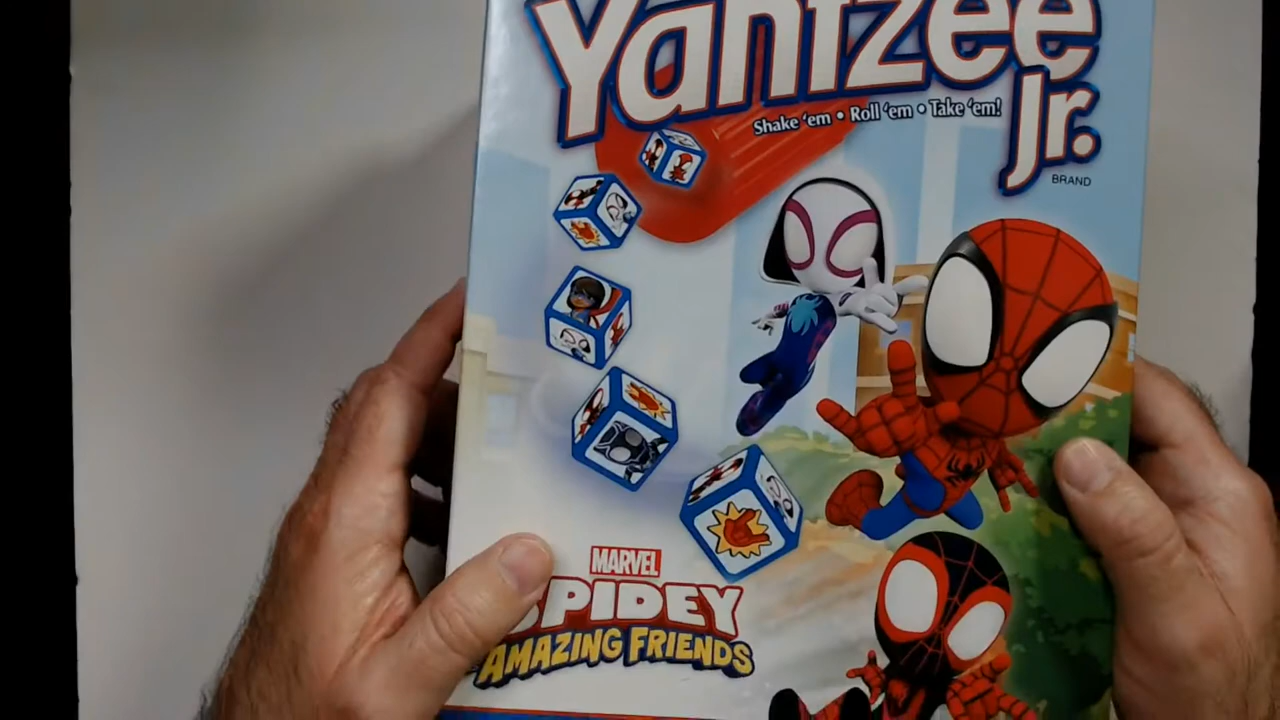 Yahtzee
Jr.
Shake 'em • Roll 'em • Take 'em!
BRAND
MARVEL
SPIDEY
AMAZING FRIENDS